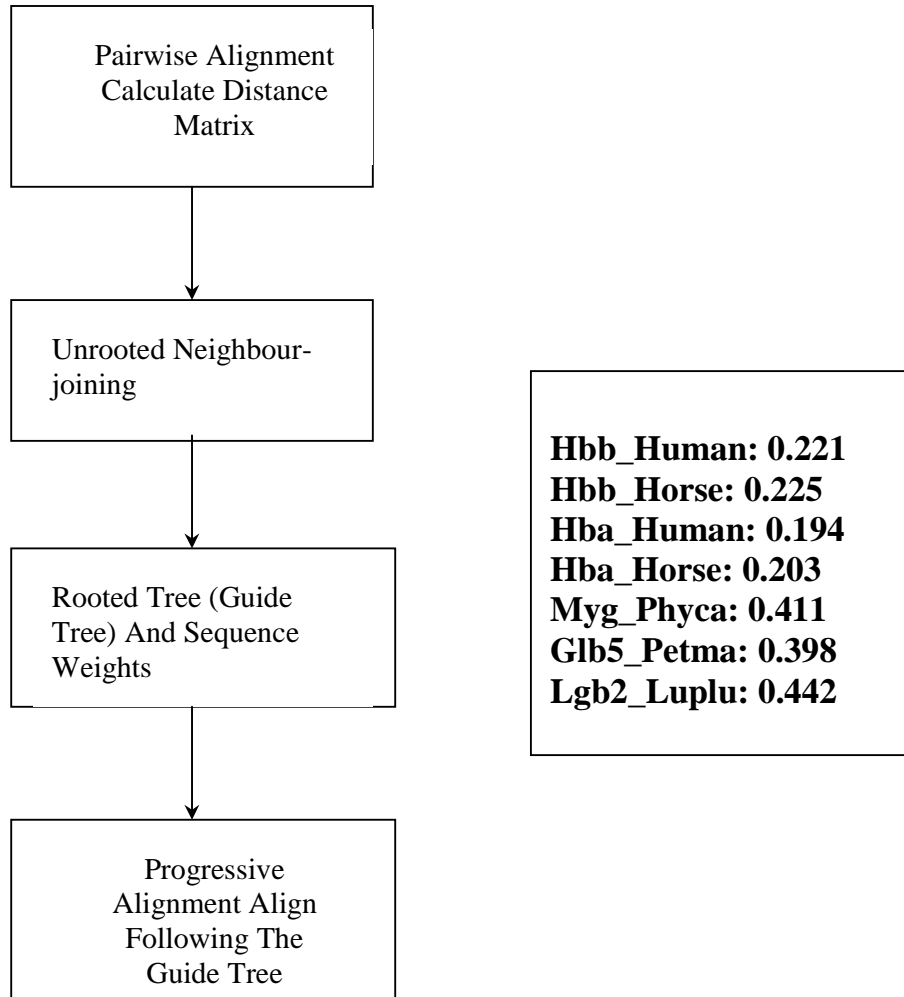 Pairwise Alignment
Calculate Distance
Matrix
Unrooted Neighbour-
joining
Rooted Tree (Guide
Tree) And Sequence
Weights
Progressive
Alignment Align
Following The
Guide Tree
Hbb_Human: 0.221
Hbb_Horse: 0.225
Hba_Human: 0.194
Hba_Horse: 0.203
Myg_Phyca: 0.411
Glb5_Petma: 0.398
Lgb2_Luplu: 0.442